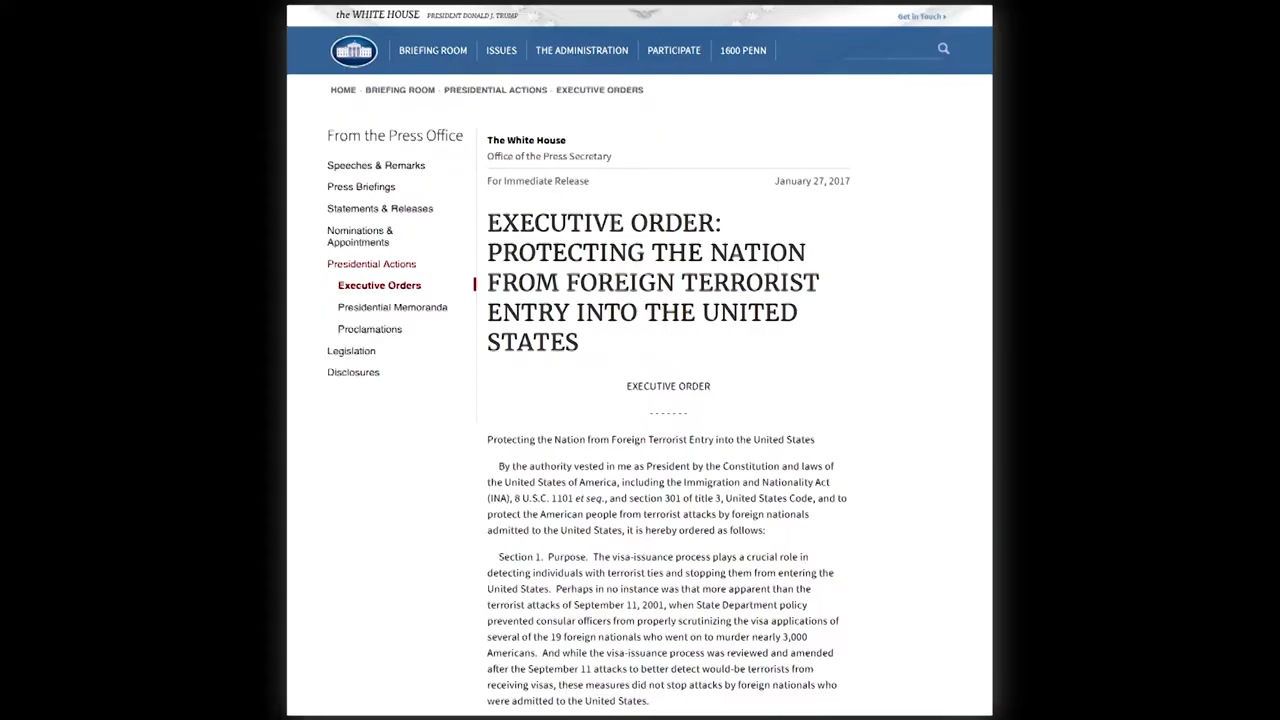 the WHITE HOUSE PRESIDENT DONALD J. TRUMP
Get in Touch
BRIEFING ROOM ISSUES THE ADMINISTRATION PARTICIPATE 1600 PENN
HOME · BRIEFING ROOM · PRESIDENTIAL ACTIONS · EXECUTIVE ORDERS
From the Press Office
Speeches & Remarks
Press Briefings
Statements & Releases
Nominations &
Appointments
Presidential Actions
Executive Orders
Presidential Memoranda
Proclamations
Legislation
Disclosures
The White House
Office of the Press Secretary
For Immediate Release January 27, 2017
EXECUTIVE ORDER:
PROTECTING THE NATION
FROM FOREIGN TERRORIST
ENTRY INTO THE UNITED
STATES
EXECUTIVE ORDER
- - - - - - -
Protecting the Nation from Foreign Terrorist Entry into the United States
By the authority vested in me as President by the Constitution and laws of
the United States of America, including the Immigration and Nationality Act
(INA), 8 U.S.C. 1101 et seq., and section 301 of title 3, United States Code, and to
protect the American people from terrorist attacks by foreign nationals
admitted to the United States, it is hereby ordered as follows:
Section 1. Purpose. The visa-issuance process plays a crucial role in
detecting individuals with terrorist ties and stopping them from entering the
United States. Perhaps in no instance was that more apparent than the
terrorist attacks of September 11, 2001, when State Department policy
prevented consular officers from properly scrutinizing the visa applications of
several of the 19 foreign nationals who went on to murder nearly 3,000
Americans. And while the visa-issuance process was reviewed and amended
after the September 11 attacks to better detect would-be terrorists from
receiving visas, these measures did not stop attacks by foreign nationals who
were admitted to the United States.